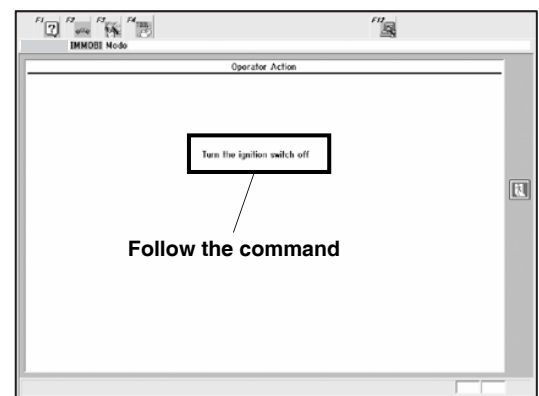 F1 F2 F3 F4 F12
IMMOBI Mode
Operator Action
Turn the ignition switch off
Follow the command